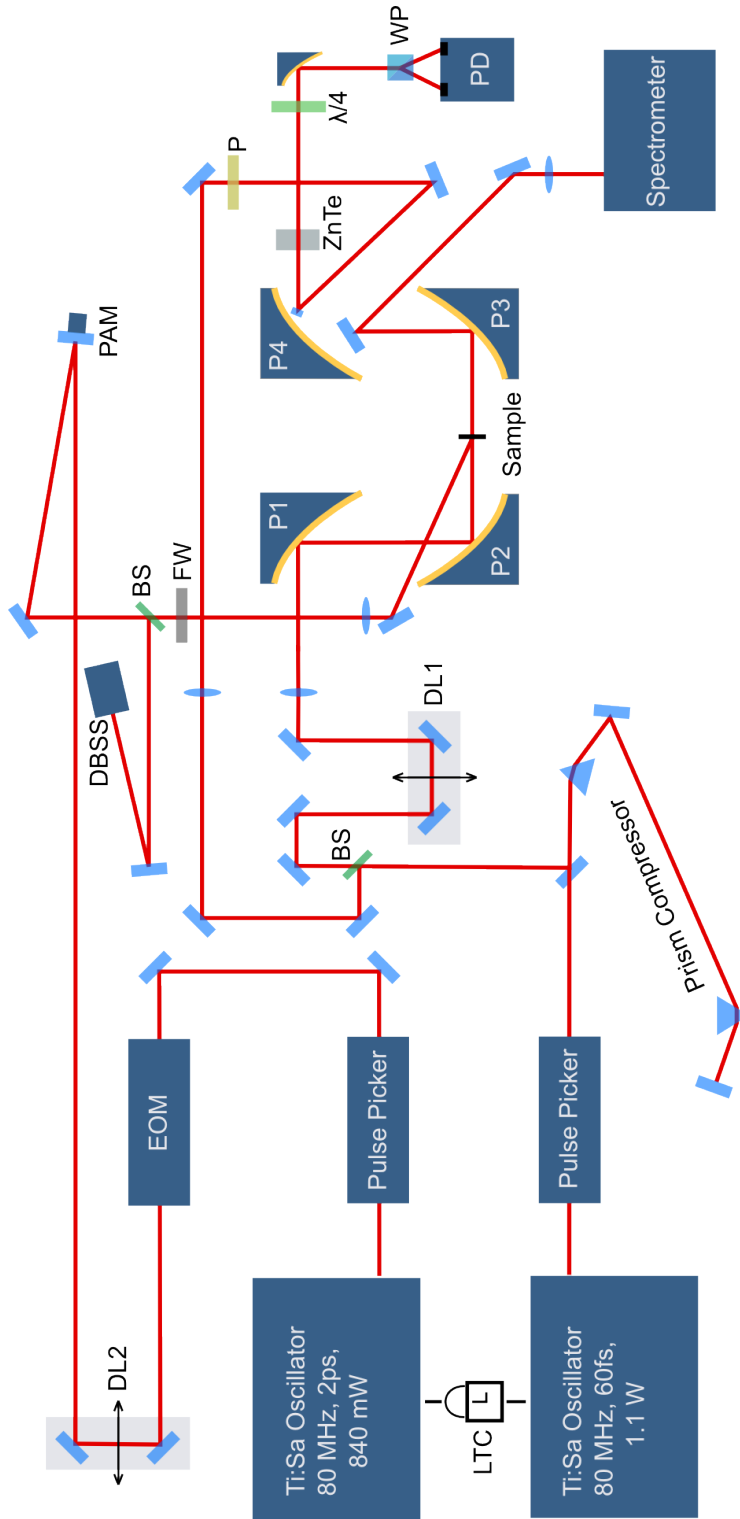 DL2
EOM
Ti:Sa Oscillator
80 MHz, 2ps,
840 mW
Pulse Picker
LTC
L
Ti:Sa Oscillator
80 MHz, 60fs,
1.1 W
Pulse Picker
Prism Compressor
DBSS
BS
FW
PAM
BS
DL1
P1
P2
Sample
P3
P4
ZnTe
P
λ/4
WP
PD
Spectrometer